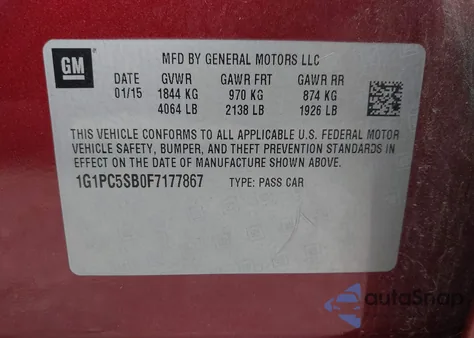 GM
MFD BY GENERAL MOTORS LLC
DATE GVWR GAWR FRT GAWR RR
01/15 1844 KG 970 KG 874 KG
4064 LB 2138 LB 1926 LB
THIS VEHICLE CONFORMS TO ALL APPLICABLE U.S. FEDERAL MOTOR
VEHICLE SAFETY, BUMPER, AND THEFT PREVENTION STANDARDS IN
EFFECT ON THE DATE OF MANUFACTURE SHOWN ABOVE.
1G1PC5SB0F7177867 TYPE: PASS CAR
autoSnap